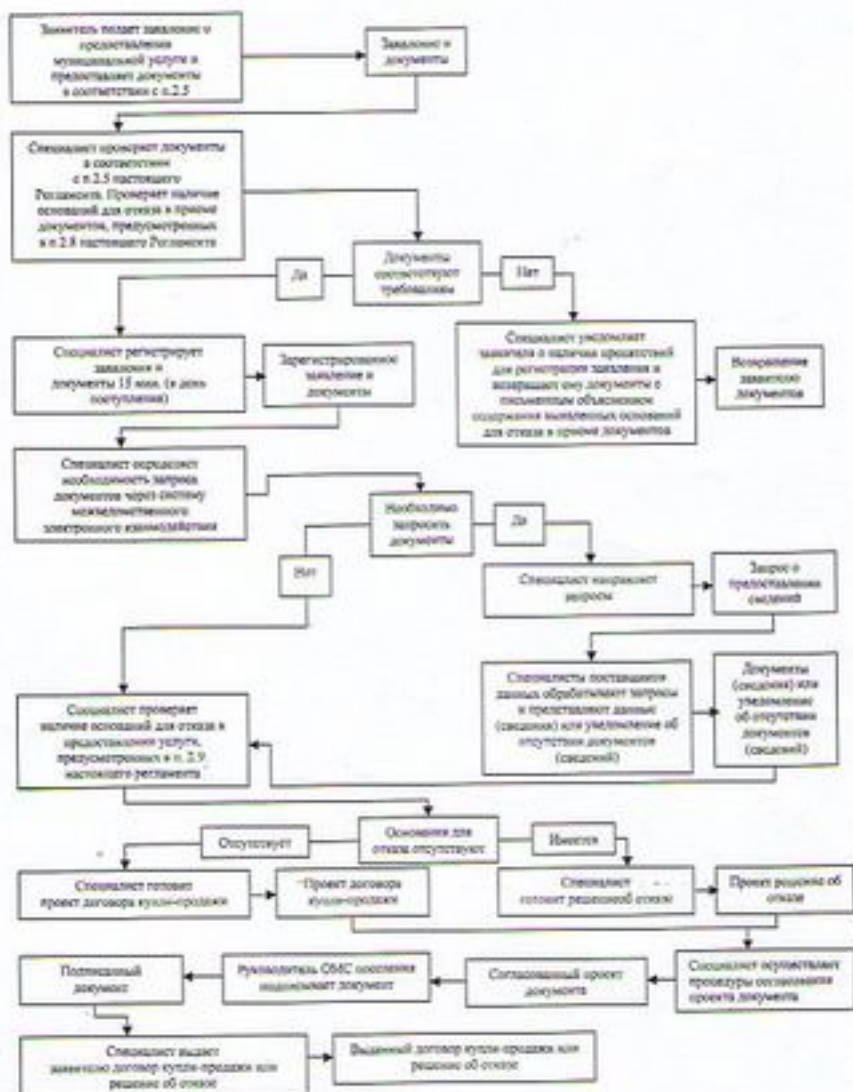 Заявитель подает заявление о
предоставлении
муниципальной услуги и
предоставляет документы
в соответствии с п.2.5
Заявление и
документы
Специалист проверяет документы
в соответствии
с п.2.5 настоящего
Регламента. Проверяет наличие
оснований для отказа в приеме
документов, предусмотренных
в п.2.8 настоящего Регламента
Документы
соответствуют
требованиям
Да
Нет
Специалист регистрирует
заявление и
документы 15 мин. (в день
поступления)
Зарегистрированное
заявление и
документы
Специалист уведомляет
заявителя о наличии препятствий
для регистрации заявления и
возвращает ему документы с
письменным объяснением
содержания выявленных оснований
для отказа в приеме документов
Возвращение
заявителю
документов
Специалист определяет
необходимость запроса
документов через систему
межведомственного
электронного взаимодействия
Необходимо
запросить
документы
Да
Нет
Специалист направляет
запросы
Запрос о
предоставлении
сведений
Специалисты поставщиков
данных обрабатывают запросы
и представляют данные
(сведения) или уведомление об
отсутствии документов
(сведений)
Документы
(сведения) или
уведомление
об отсутствии
документов
(сведений)
Специалист проверяет
наличие оснований для отказа в
предоставлении услуги,
предусмотренных в п. 2.9
настоящего регламента
Основания для
отказа отсутствуют
Отсутствует
Имеются
Специалист готовит
проект договора купли-продажи
Проект договора
купли-продажи
Специалист
готовит решениеоб отказе
Проект решение об
отказе
Специалист осуществляет
процедуры согласования
проекта документа
Согласованный проект
документа
Руководитель ОМС поселения
подписывает документ
Подписанный
документ
Специалист выдает
заявителю договор купли-продажи или
решение об отказе
Выданный договор купли-продажи или
решение об отказе